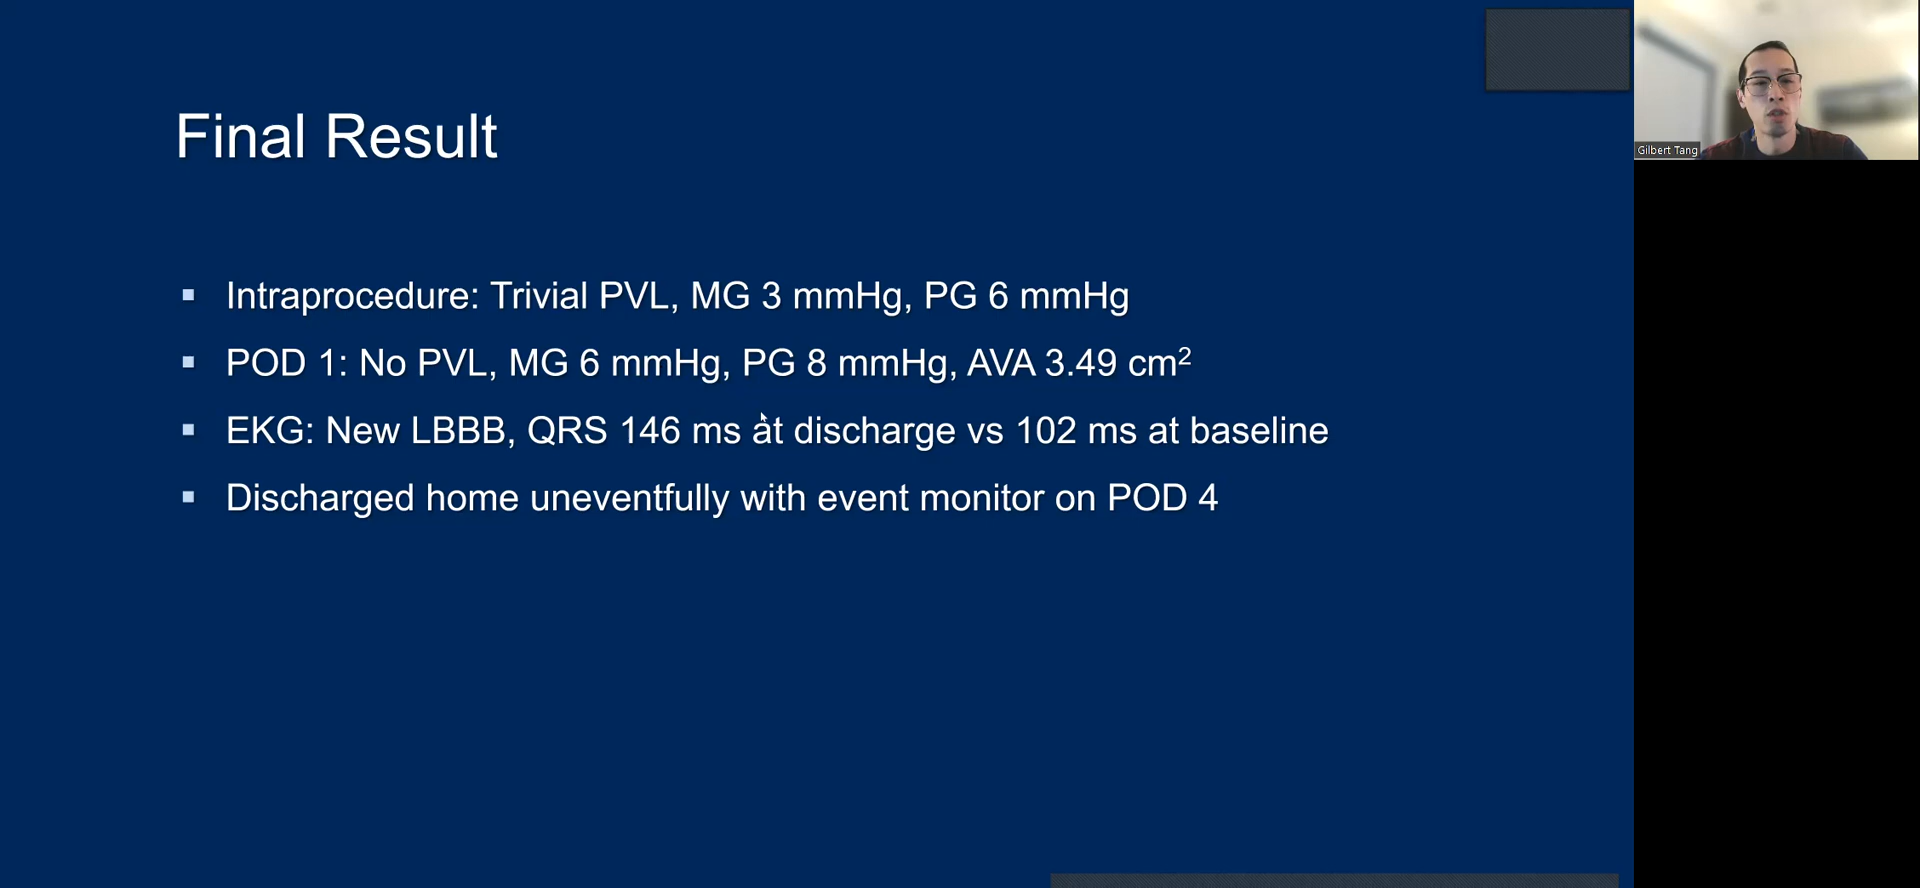 Final Result
Intraprocedure: Trivial PVL, MG 3 mmHg, PG 6 mmHg
POD 1: No PVL, MG 6 mmHg, PG 8 mmHg, AVA 3.49 cm²
EKG: New LBBB, QRS 146 ms at discharge vs 102 ms at baseline
Discharged home uneventfully with event monitor on POD 4
Gilbert Tang